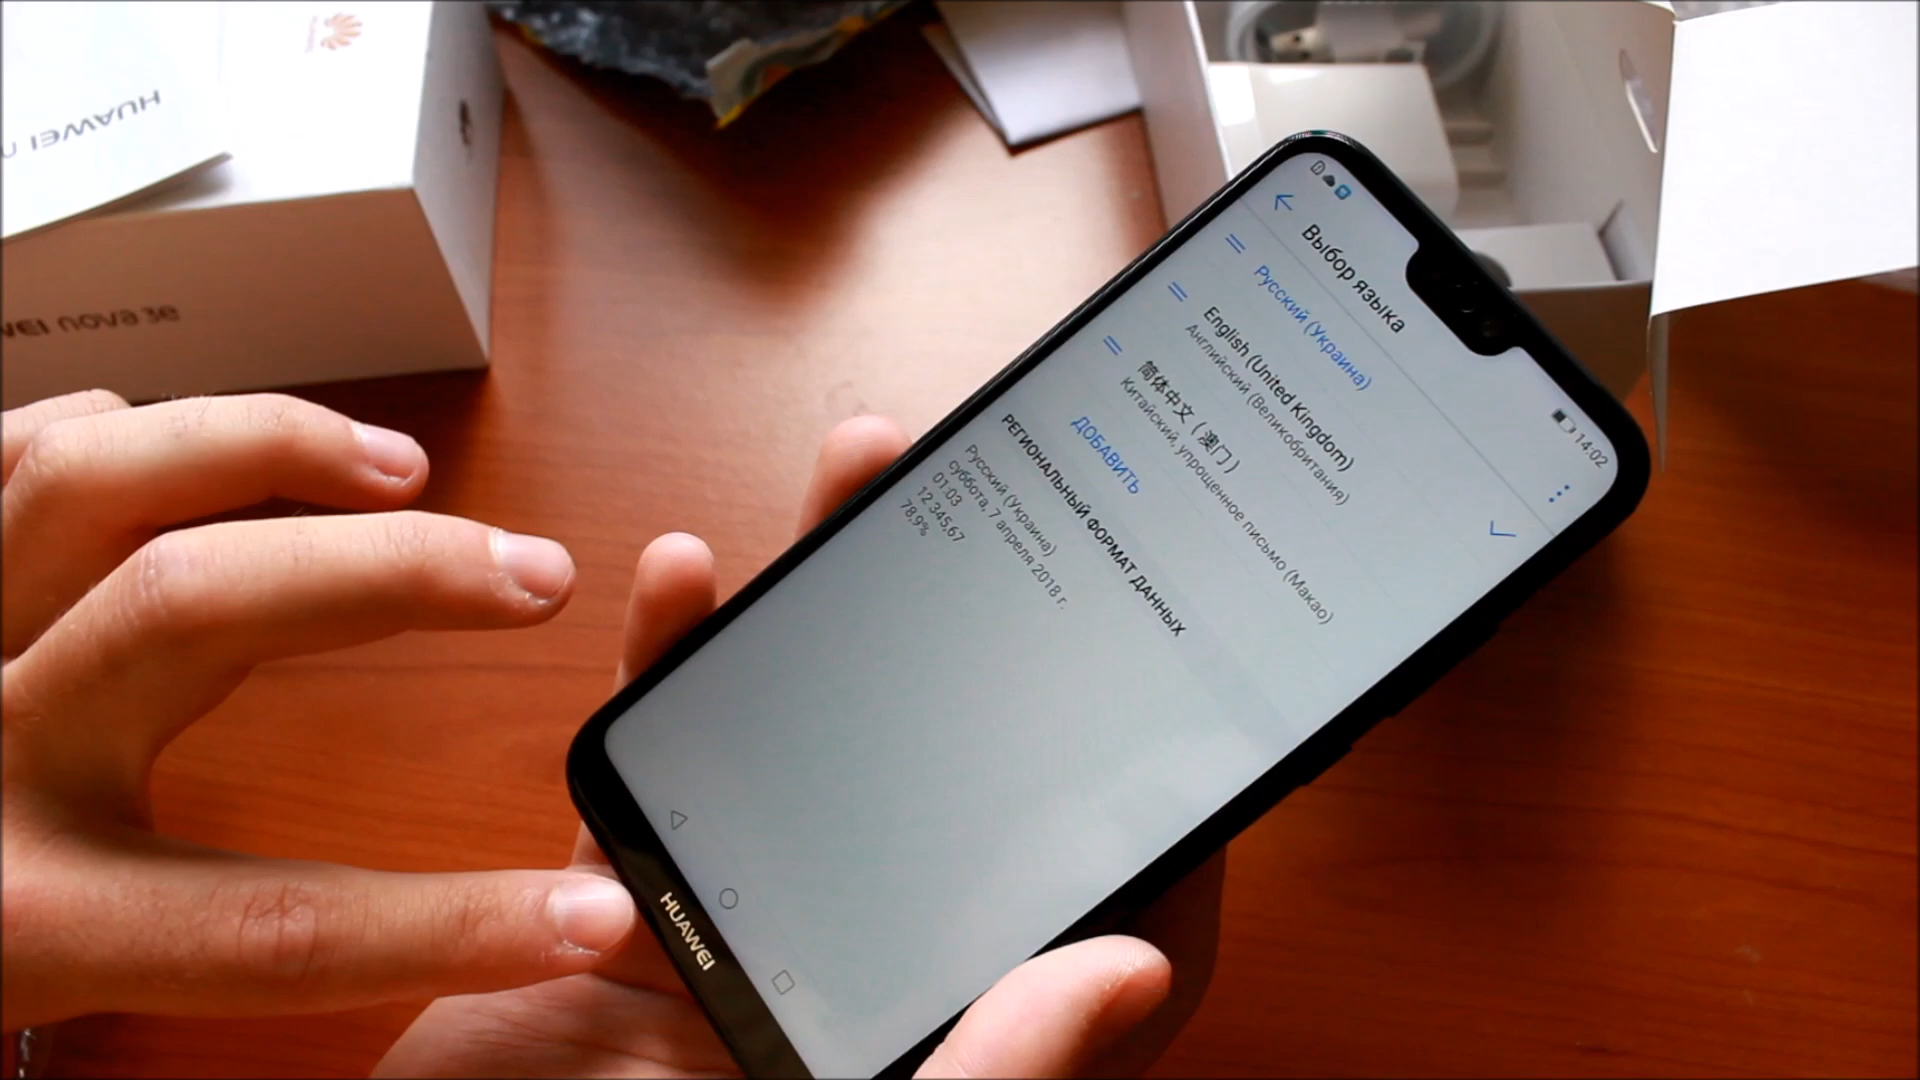 HUAWEI n
WEI nova 3e
14:02
Выбор языка
Русский (Украина)
English (United Kingdom)
Английский (Великобритания)
简体中文 (澳门)
Китайский, упрощенное письмо (Макао)
ДОБАВИТЬ
РЕГИОНАЛЬНЫЙ ФОРМАТ ДАННЫХ
Русский (Украина)
суббота, 7 апреля 2018 г.
01:03
12 345,67
78,9%
HUAWEI